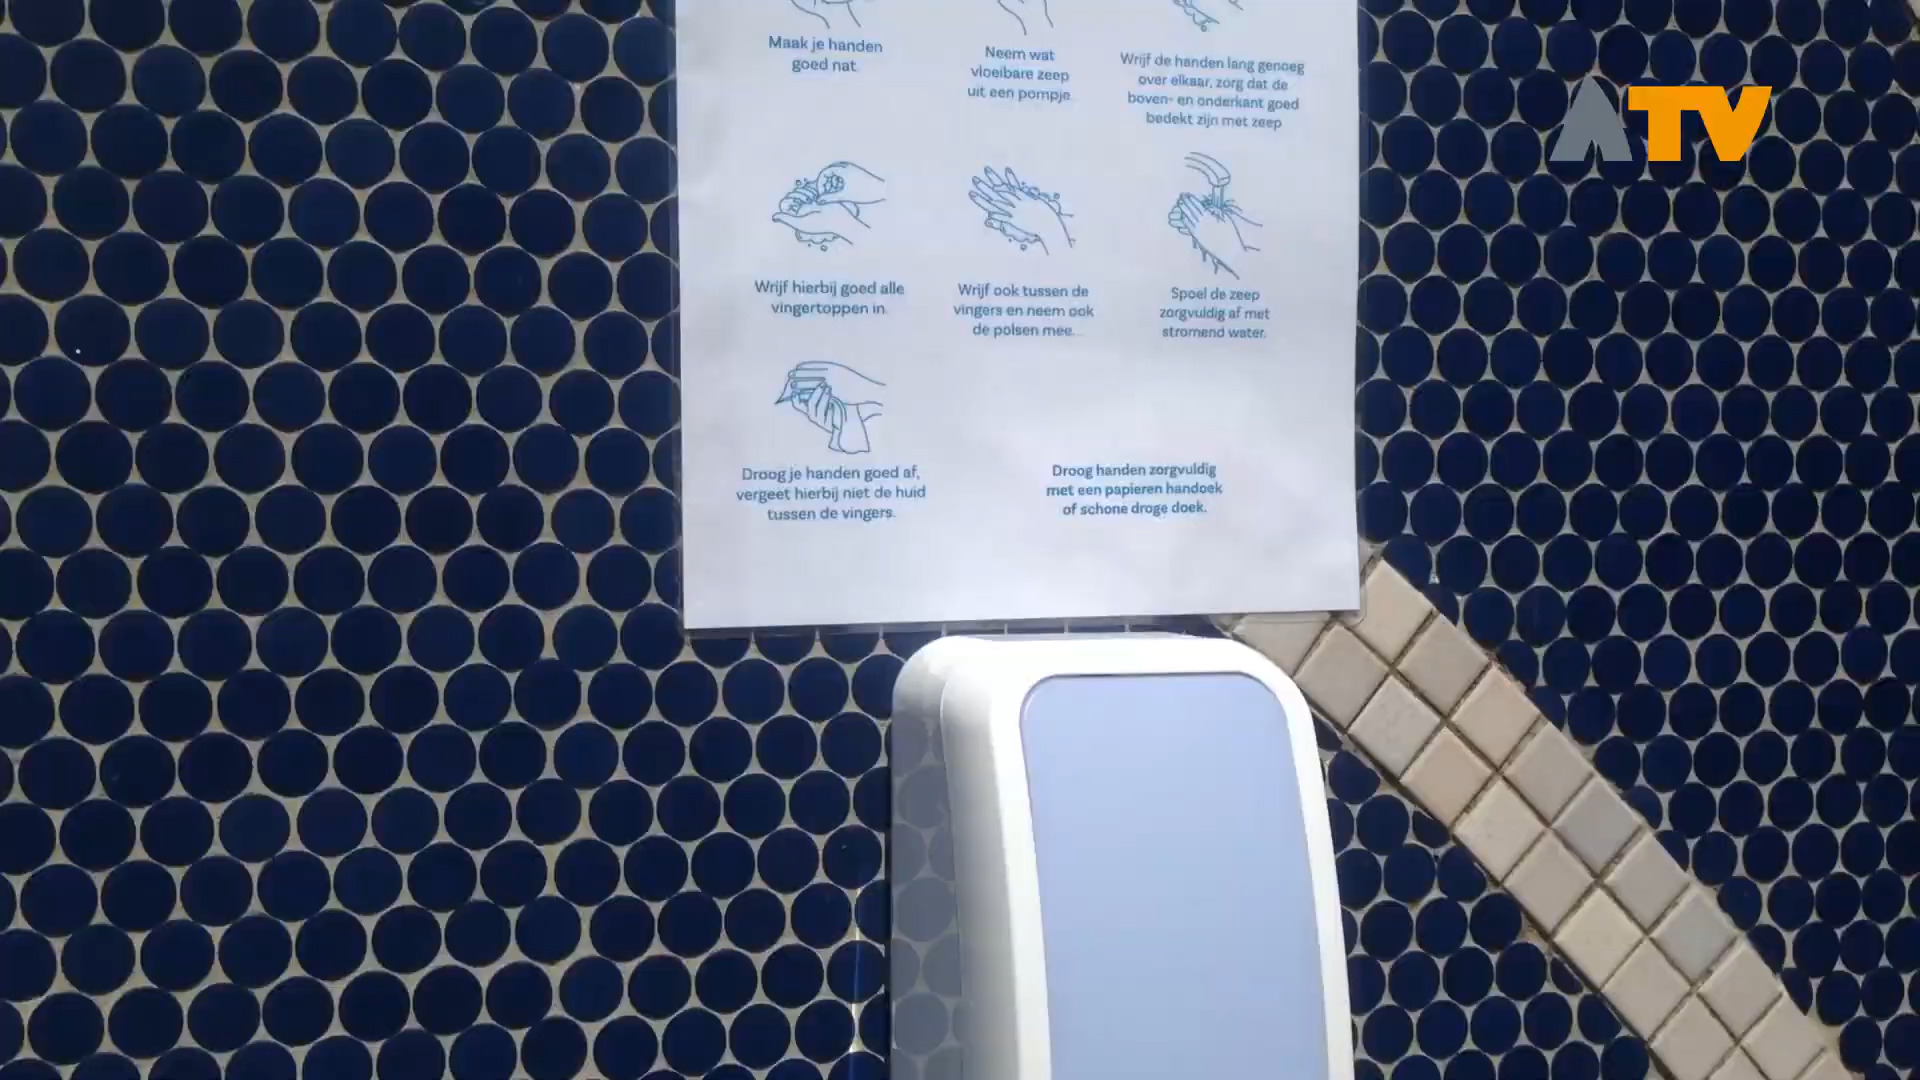 Maak je handen
goed nat.
Neem wat
vloeibare zeep
uit een pompje.
Wrijf de handen lang genoeg
over elkaar, zorg dat de
boven- en onderkant goed
bedekt zijn met zeep
ATV
Wrijf hierbij goed alle
vingertoppen in.
Wrijf ook tussen de
vingers en neem ook
de polsen mee.
Spoel de zeep
zorgvuldig af met
stromend water.
Droog je handen goed af,
vergeet hierbij niet de huid
tussen de vingers.
Droog handen zorgvuldig
met een papieren handoek
of schone droge doek.